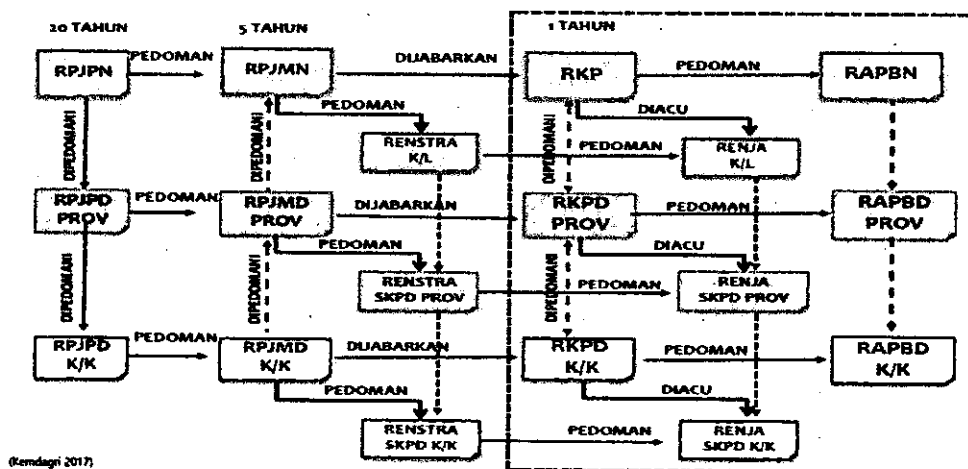 20 TAHUN
5 TAHUN
1 TAHUN
RPJPN
PEDOMAN
RPJMN
DIJABARKAN
RKP
PEDOMAN
RAPBN
PEDOMAN
DIACU
DIPEDOMANI
DIPEDOMANI
DIPEDOMANI
RENSTRA
K/L
PEDOMAN
RENJA
K/L
RPJPD
PROV
PEDOMAN
RPJMD
PROV
DIJABARKAN
RKPD
PROV
PEDOMAN
RAPBD
PROV
PEDOMAN
DIACU
DIPEDOMANI
DIPEDOMANI
DIPEDOMANI
RENSTRA
SKPD PROV
PEDOMAN
RENJA
SKPD PROV
RPJPD
K/K
PEDOMAN
RPJMD
K/K
DIJABARKAN
RKPD
K/K
PEDOMAN
RAPBD
K/K
PEDOMAN
DIACU
RENSTRA
SKPD K/K
PEDOMAN
RENJA
SKPD K/K
(Kemdagri 2017)